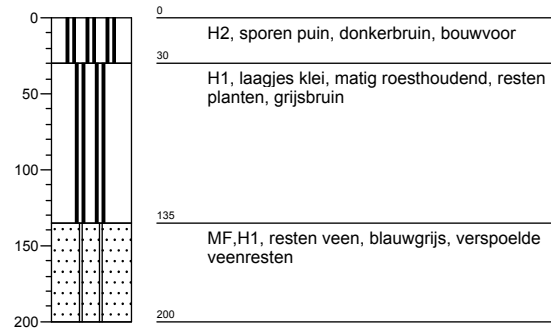 0
50
100
150
200
0
H2, sporen puin, donkerbruin, bouwvoor
30
H1, laagjes klei, matig roesthoudend, resten
planten, grijsbruin
135
MF,H1, resten veen, blauwgrijs, verspoelde
veenresten
200